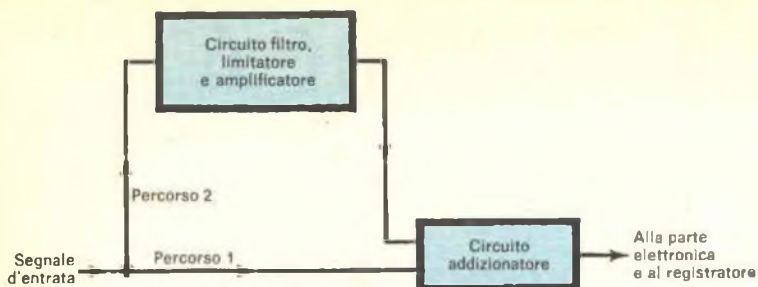 Circuito filtro,
limitatore
e amplificatore
Percorso 2
Segnale
d'entrata
Percorso 1
Circuito
addizionatore
Alla parte
elettronica
e al registratore